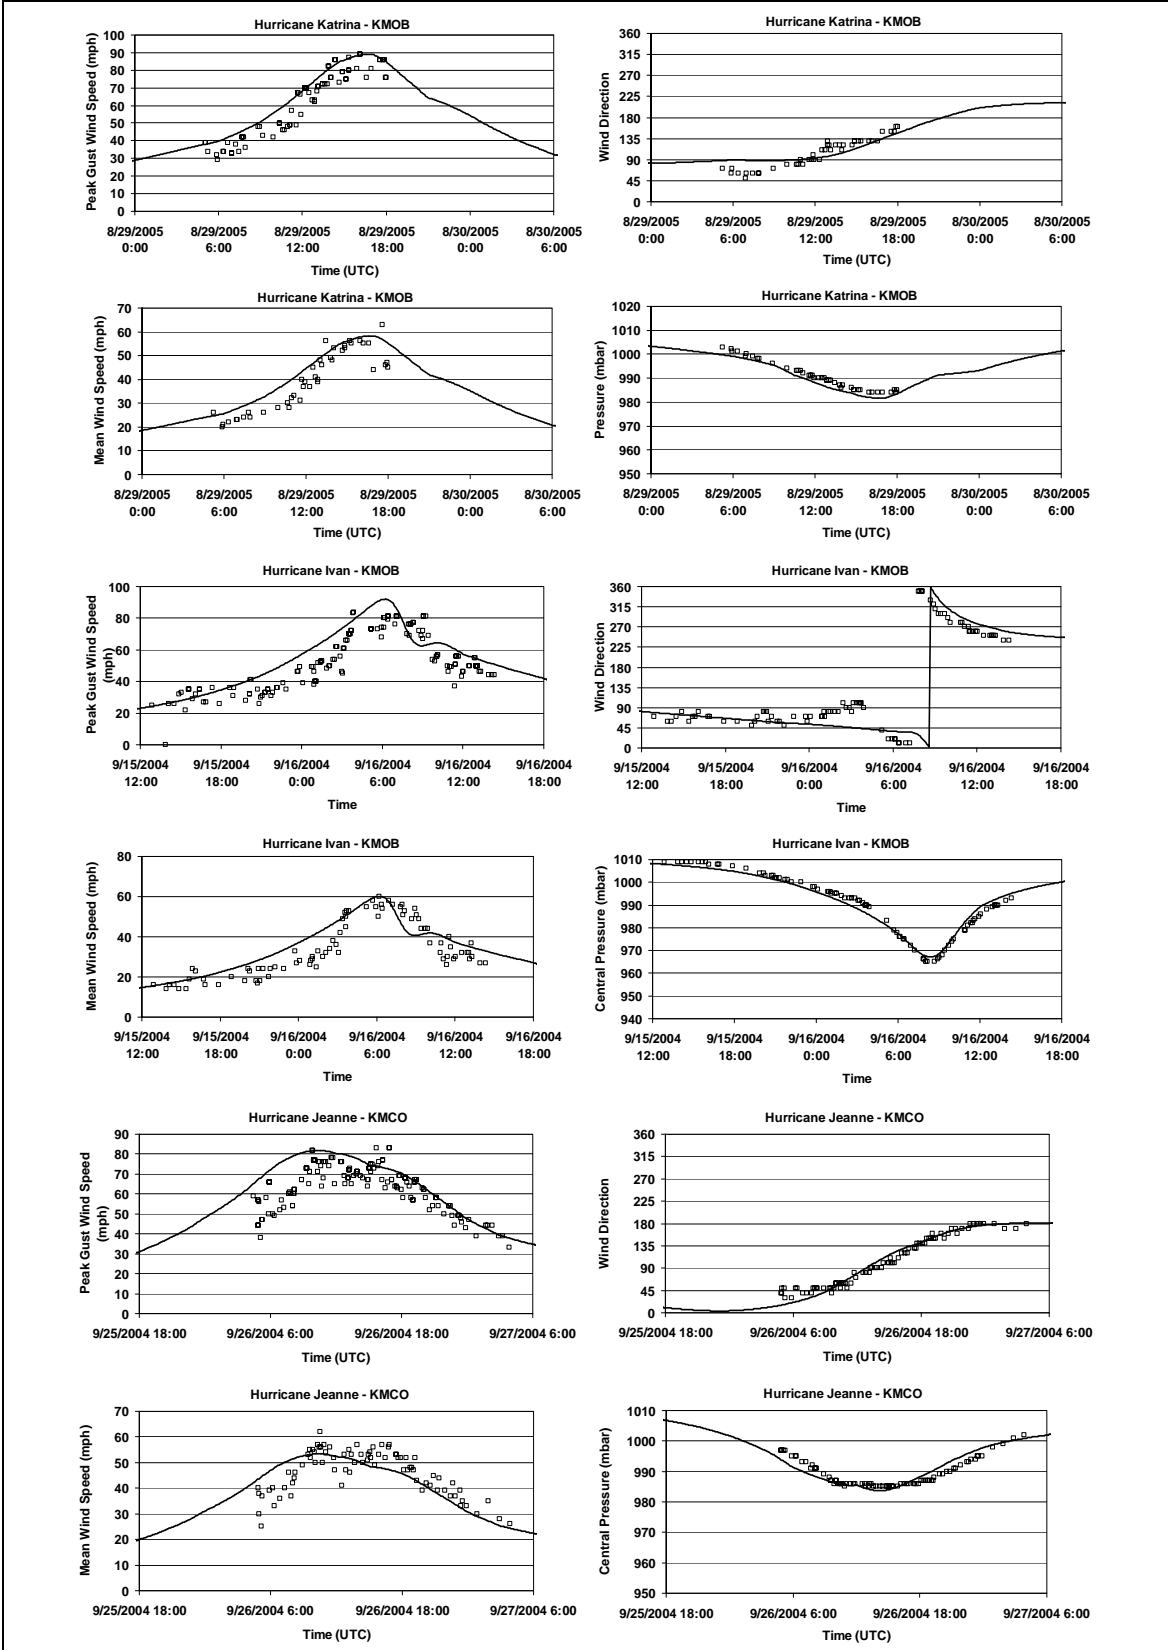 Hurricane Katrina - KMOB
Peak Gust Wind Speed (mph)
100
90
80
70
60
50
40
30
20
10
0
8/29/2005 8/29/2005 8/29/2005 8/29/2005 8/30/2005 8/30/2005
0:00 6:00 12:00 18:00 0:00 6:00
Time (UTC)
Hurricane Katrina - KMOB
Wind Direction
360
315
270
225
180
135
90
45
0
8/29/2005 8/29/2005 8/29/2005 8/29/2005 8/30/2005 8/30/2005
0:00 6:00 12:00 18:00 0:00 6:00
Time (UTC)
Hurricane Katrina - KMOB
Mean Wind Speed (mph)
70
60
50
40
30
20
10
0
8/29/2005 8/29/2005 8/29/2005 8/29/2005 8/30/2005 8/30/2005
0:00 6:00 12:00 18:00 0:00 6:00
Time (UTC)
Hurricane Katrina - KMOB
Pressure (mbar)
1020
1010
1000
990
980
970
960
950
8/29/2005 8/29/2005 8/29/2005 8/29/2005 8/30/2005 8/30/2005
0:00 6:00 12:00 18:00 0:00 6:00
Time (UTC)
Hurricane Ivan - KMOB
Peak Gust Wind Speed
(mph)
100
80
60
40
20
0
9/15/2004 9/15/2004 9/16/2004 9/16/2004 9/16/2004 9/16/2004
12:00 18:00 0:00 6:00 12:00 18:00
Time
Hurricane Ivan - KMOB
Wind Direction
360
315
270
225
180
135
90
45
0
9/15/2004 9/15/2004 9/16/2004 9/16/2004 9/16/2004 9/16/2004
12:00 18:00 0:00 6:00 12:00 18:00
Time
Hurricane Ivan - KMOB
Mean Wind Speed (mph)
80
60
40
20
0
9/15/2004 9/15/2004 9/16/2004 9/16/2004 9/16/2004 9/16/2004
12:00 18:00 0:00 6:00 12:00 18:00
Time
Hurricane Ivan - KMOB
Central Pressure (mbar)
1010
1000
990
980
970
960
950
940
9/15/2004 9/15/2004 9/16/2004 9/16/2004 9/16/2004 9/16/2004
12:00 18:00 0:00 6:00 12:00 18:00
Time
Hurricane Jeanne - KMCO
Peak Gust Wind Speed
(mph)
90
80
70
60
50
40
30
20
10
0
9/25/2004 18:00 9/26/2004 6:00 9/26/2004 18:00 9/27/2004 6:00
Time (UTC)
Hurricane Jeanne - KMCO
Wind Direction
360
315
270
225
180
135
90
45
0
9/25/2004 18:00 9/26/2004 6:00 9/26/2004 18:00 9/27/2004 6:00
Time (UTC)
Hurricane Jeanne - KMCO
Mean Wind Speed (mph)
70
60
50
40
30
20
10
0
9/25/2004 18:00 9/26/2004 6:00 9/26/2004 18:00 9/27/2004 6:00
Time (UTC)
Hurricane Jeanne - KMCO
Central Pressure (mbar)
1010
1000
990
980
970
960
950
9/25/2004 18:00 9/26/2004 6:00 9/26/2004 18:00 9/27/2004 6:00
Time (UTC)